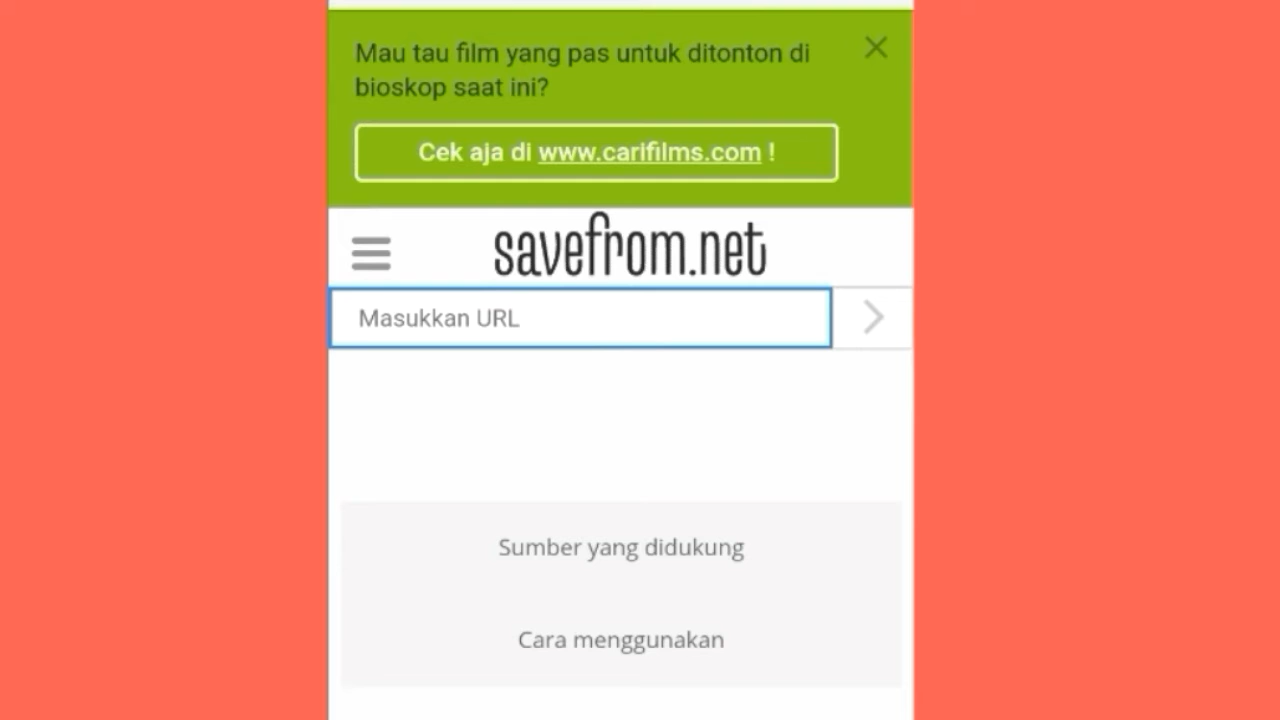 Mau tau film yang pas untuk ditonton di
bioskop saat ini?
Cek aja di www.carifilms.com !
savefrom.net
Masukkan URL
Sumber yang didukung
Cara menggunakan